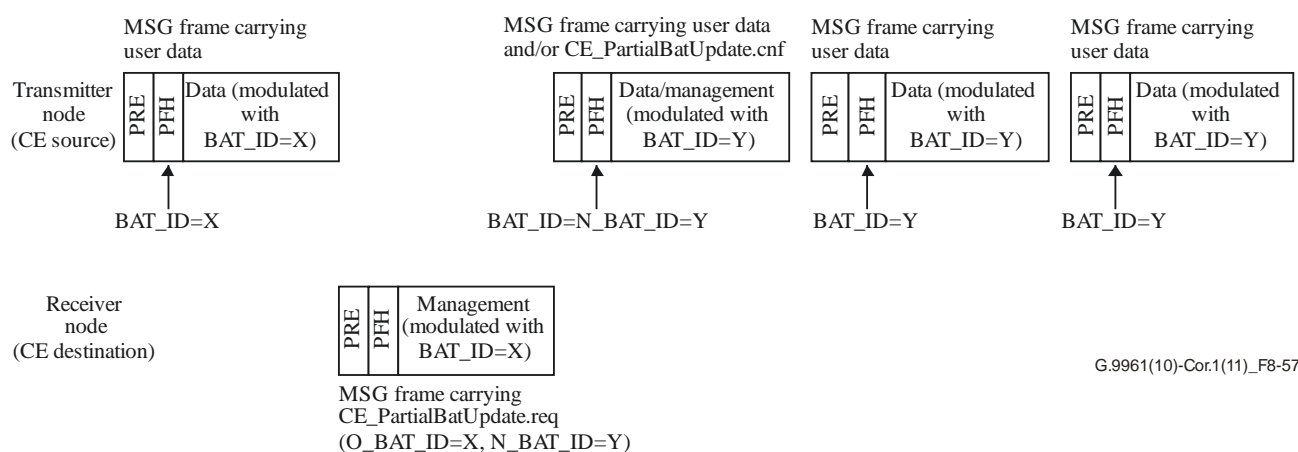 MSG frame carrying
user data
MSG frame carrying user data
and/or CE_PartialBatUpdate.cnf
MSG frame carrying
user data
MSG frame carrying
user data
Transmitter
node
(CE source)
PRE
PFH
Data (modulated
with
BAT_ID=X)
PRE
PFH
Data/management
(modulated with
BAT_ID=Y)
PRE
PFH
Data (modulated
with
BAT_ID=Y)
PRE
PFH
Data (modulated
with
BAT_ID=Y)
BAT_ID=X
BAT_ID=N_BAT_ID=Y
BAT_ID=Y
BAT_ID=Y
Receiver
node
(CE destination)
PRE
PFH
Management
(modulated with
BAT_ID=X)
MSG frame carrying
CE_PartialBatUpdate.req
(O_BAT_ID=X, N_BAT_ID=Y)
G.9961(10)-Cor.1(11)_F8-57